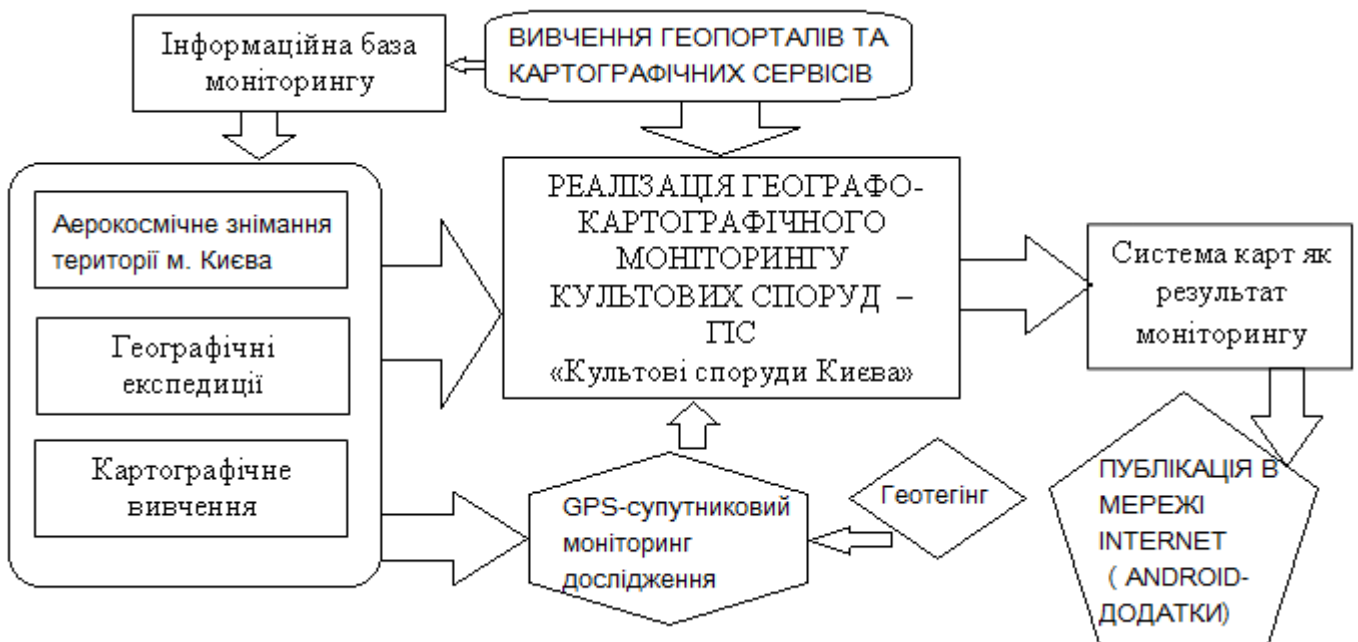 Інформаційна база
моніторингу
ВИВЧЕННЯ ГЕОПОРТАЛІВ ТА
КАРТОГРАФІЧНИХ СЕРВІСІВ
Аерокосмічне знімання
території м. Києва
Географічні
експедиції
Картографічне
вивчення
РЕАЛІЗАЦІЯ ГЕОГРАФО-
КАРТОГРАФІЧНОГО
МОНІТОРИНГУ
КУЛЬТОВИХ СПОРУД –
ГІС
«Культові споруди Києва»
Система карт як
результат
моніторингу
GPS-супутниковий
моніторинг
дослідження
Геотегінг
ПУБЛІКАЦІЯ В
МЕРЕЖІ
INTERNET
( ANDROID-
ДОДАТКИ)